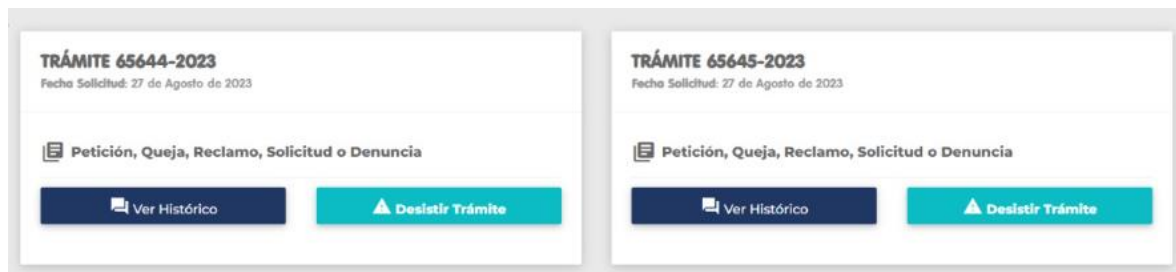 TRÁMITE 65644-2023
Fecha Solicitud: 27 de Agosto de 2023
Petición, Queja, Reclamo, Solicitud o Denuncia
Ver Histórico
Desistir Trámite
TRÁMITE 65645-2023
Fecha Solicitud: 27 de Agosto de 2023
Petición, Queja, Reclamo, Solicitud o Denuncia
Ver Histórico
Desistir Trámite